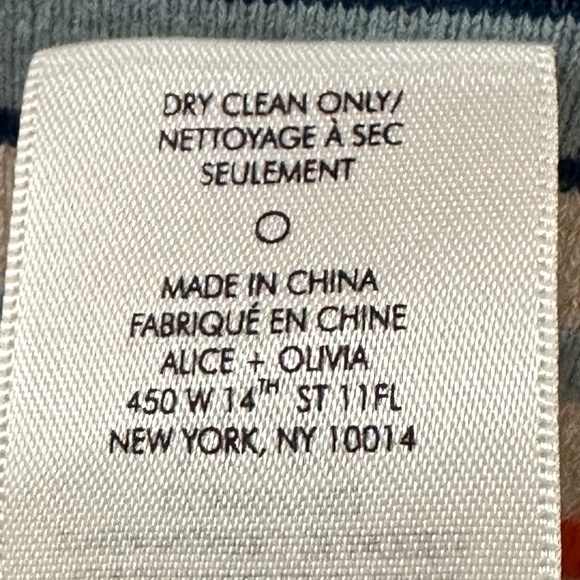 DRY CLEAN ONLY/
NETTOYAGE À SEC
SEULEMENT
MADE IN CHINA
FABRIQUÉ EN CHINE
ALICE + OLIVIA
450 W 14TH ST 11FL
NEW YORK, NY 10014